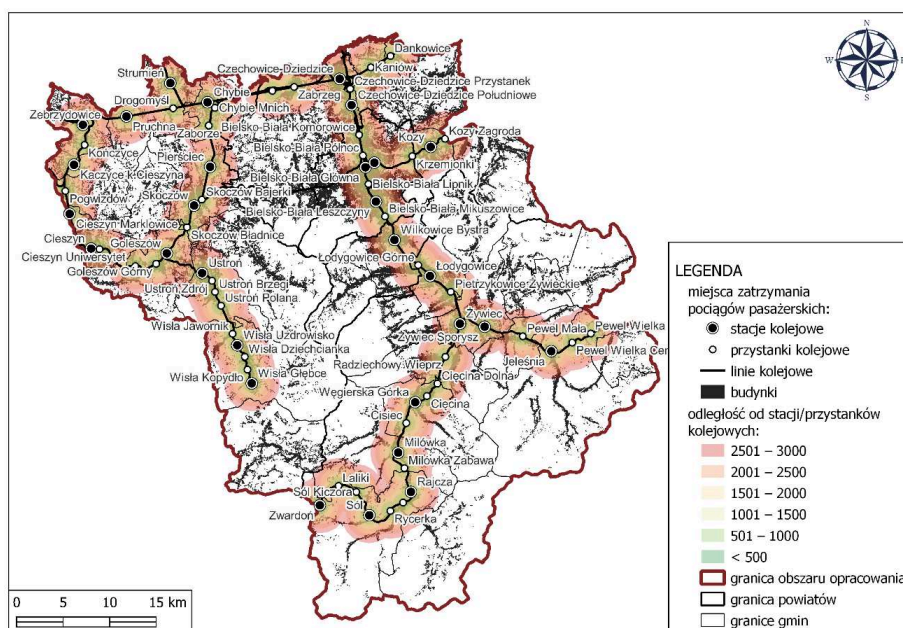 N
W
E
S
Dankowice
Kaniów
Czechowice-Dziedzice
Strumień
Chybie
Zabrzeg
Czechowice-Dziedzice Przystanek
Czechowice-Dziedzice Południowe
Drogomyśl
Chybie Mnich
Zebrzydowice
Pruchna
Zaborze
Bielsko-Biała Komorowice
Kozy
Kozy Zagroda
Kończyce
Pierściec
Bielsko-Biała Północ
Krzemionki
Kaczyce k.Cieszyna
Bielsko-Biała Główna
Bielsko-Biała Lipnik
Pogwizdów
Skoczów
Skoczów Bajerki
Bielsko-Biała Leszczyny
Bielsko-Biała Mikuszowice
Cieszyn Marklowice
Skoczów Bładnice
Wilkowice Bystra
Cieszyn
Goleszów
Cieszyn Uniwersytet
Łodygowice Górne
Łodygowice
Goleszów Górny
Ustroń
Ustroń Zdrój
Ustroń Brzegi
Pietrzykowice Żywieckie
Ustroń Polana
Wisła Jawornik
Wisła Uzdrowisko
Żywiec
Pewel Mała
Pewel Wielka
Żywiec Sporysz
Wisła Dziechcianka
Radziechowy Wieprz
Jeleśnia
Pewel Wielka Cen
Wisła Kopydło
Wisła Głębce
Cięcina Dolna
Węgierska Górka
Cięcina
Cisiec
Milówka
Milówka Zabawa
Laliki
Rajcza
Sól Kiczora
Sól
Zwardoń
Rycerka
0 5 10 15 km
LEGENDA
miejsca zatrzymania
pociągów pasażerskich:
stacje kolejowe
przystanki kolejowe
linie kolejowe
budynki
odległość od stacji/przystanków
kolejowych:
2501 – 3000
2001 – 2500
1501 – 2000
1001 – 1500
501 – 1000
< 500
granica obszaru opracowania
granica powiatów
granice gmin